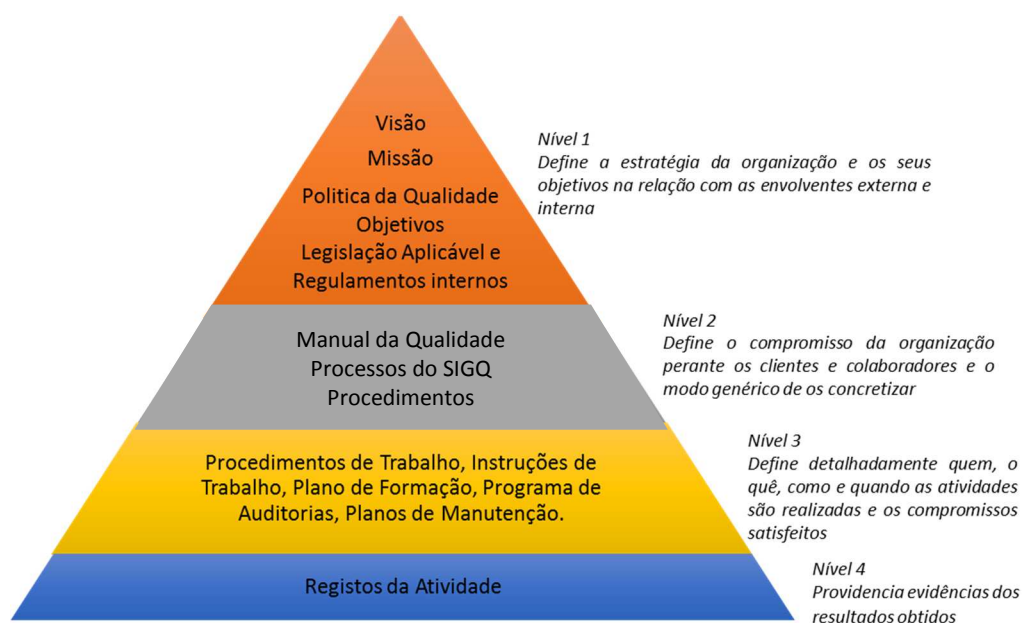 Visão
Missão
Politica da Qualidade
Objetivos
Legislação Aplicável e
Regulamentos internos
Nível 1
Define a estratégia da organização e os seus
objetivos na relação com as envolventes externa e
interna
Manual da Qualidade
Processos do SIGQ
Procedimentos
Nível 2
Define o compromisso da organização
perante os clientes e colaboradores e o
modo genérico de os concretizar
Procedimentos de Trabalho, Instruções de
Trabalho, Plano de Formação, Programa de
Auditorias, Planos de Manutenção.
Nível 3
Define detalhadamente quem, o
quê, como e quando as atividades
são realizadas e os compromissos
satisfeitos
Registos da Atividade
Nível 4
Providencia evidências dos
resultados obtidos